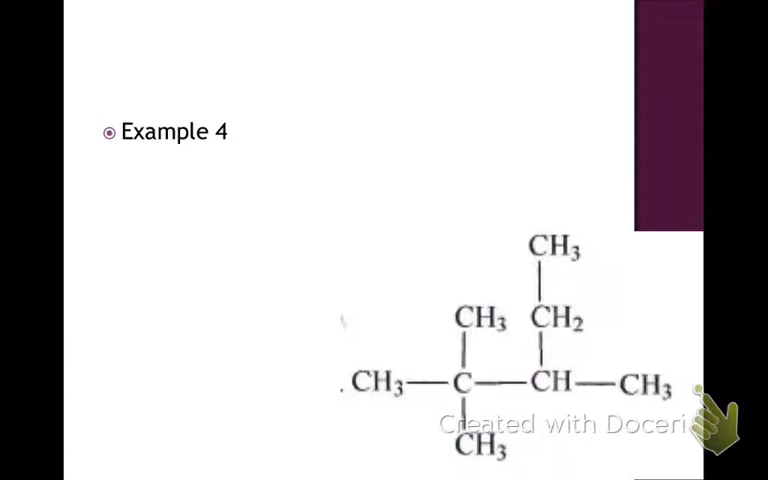 Example 4
CH₃
CH₃ CH₂
CH₃—C—CH—CH₃
Created with Doceri
CH₃